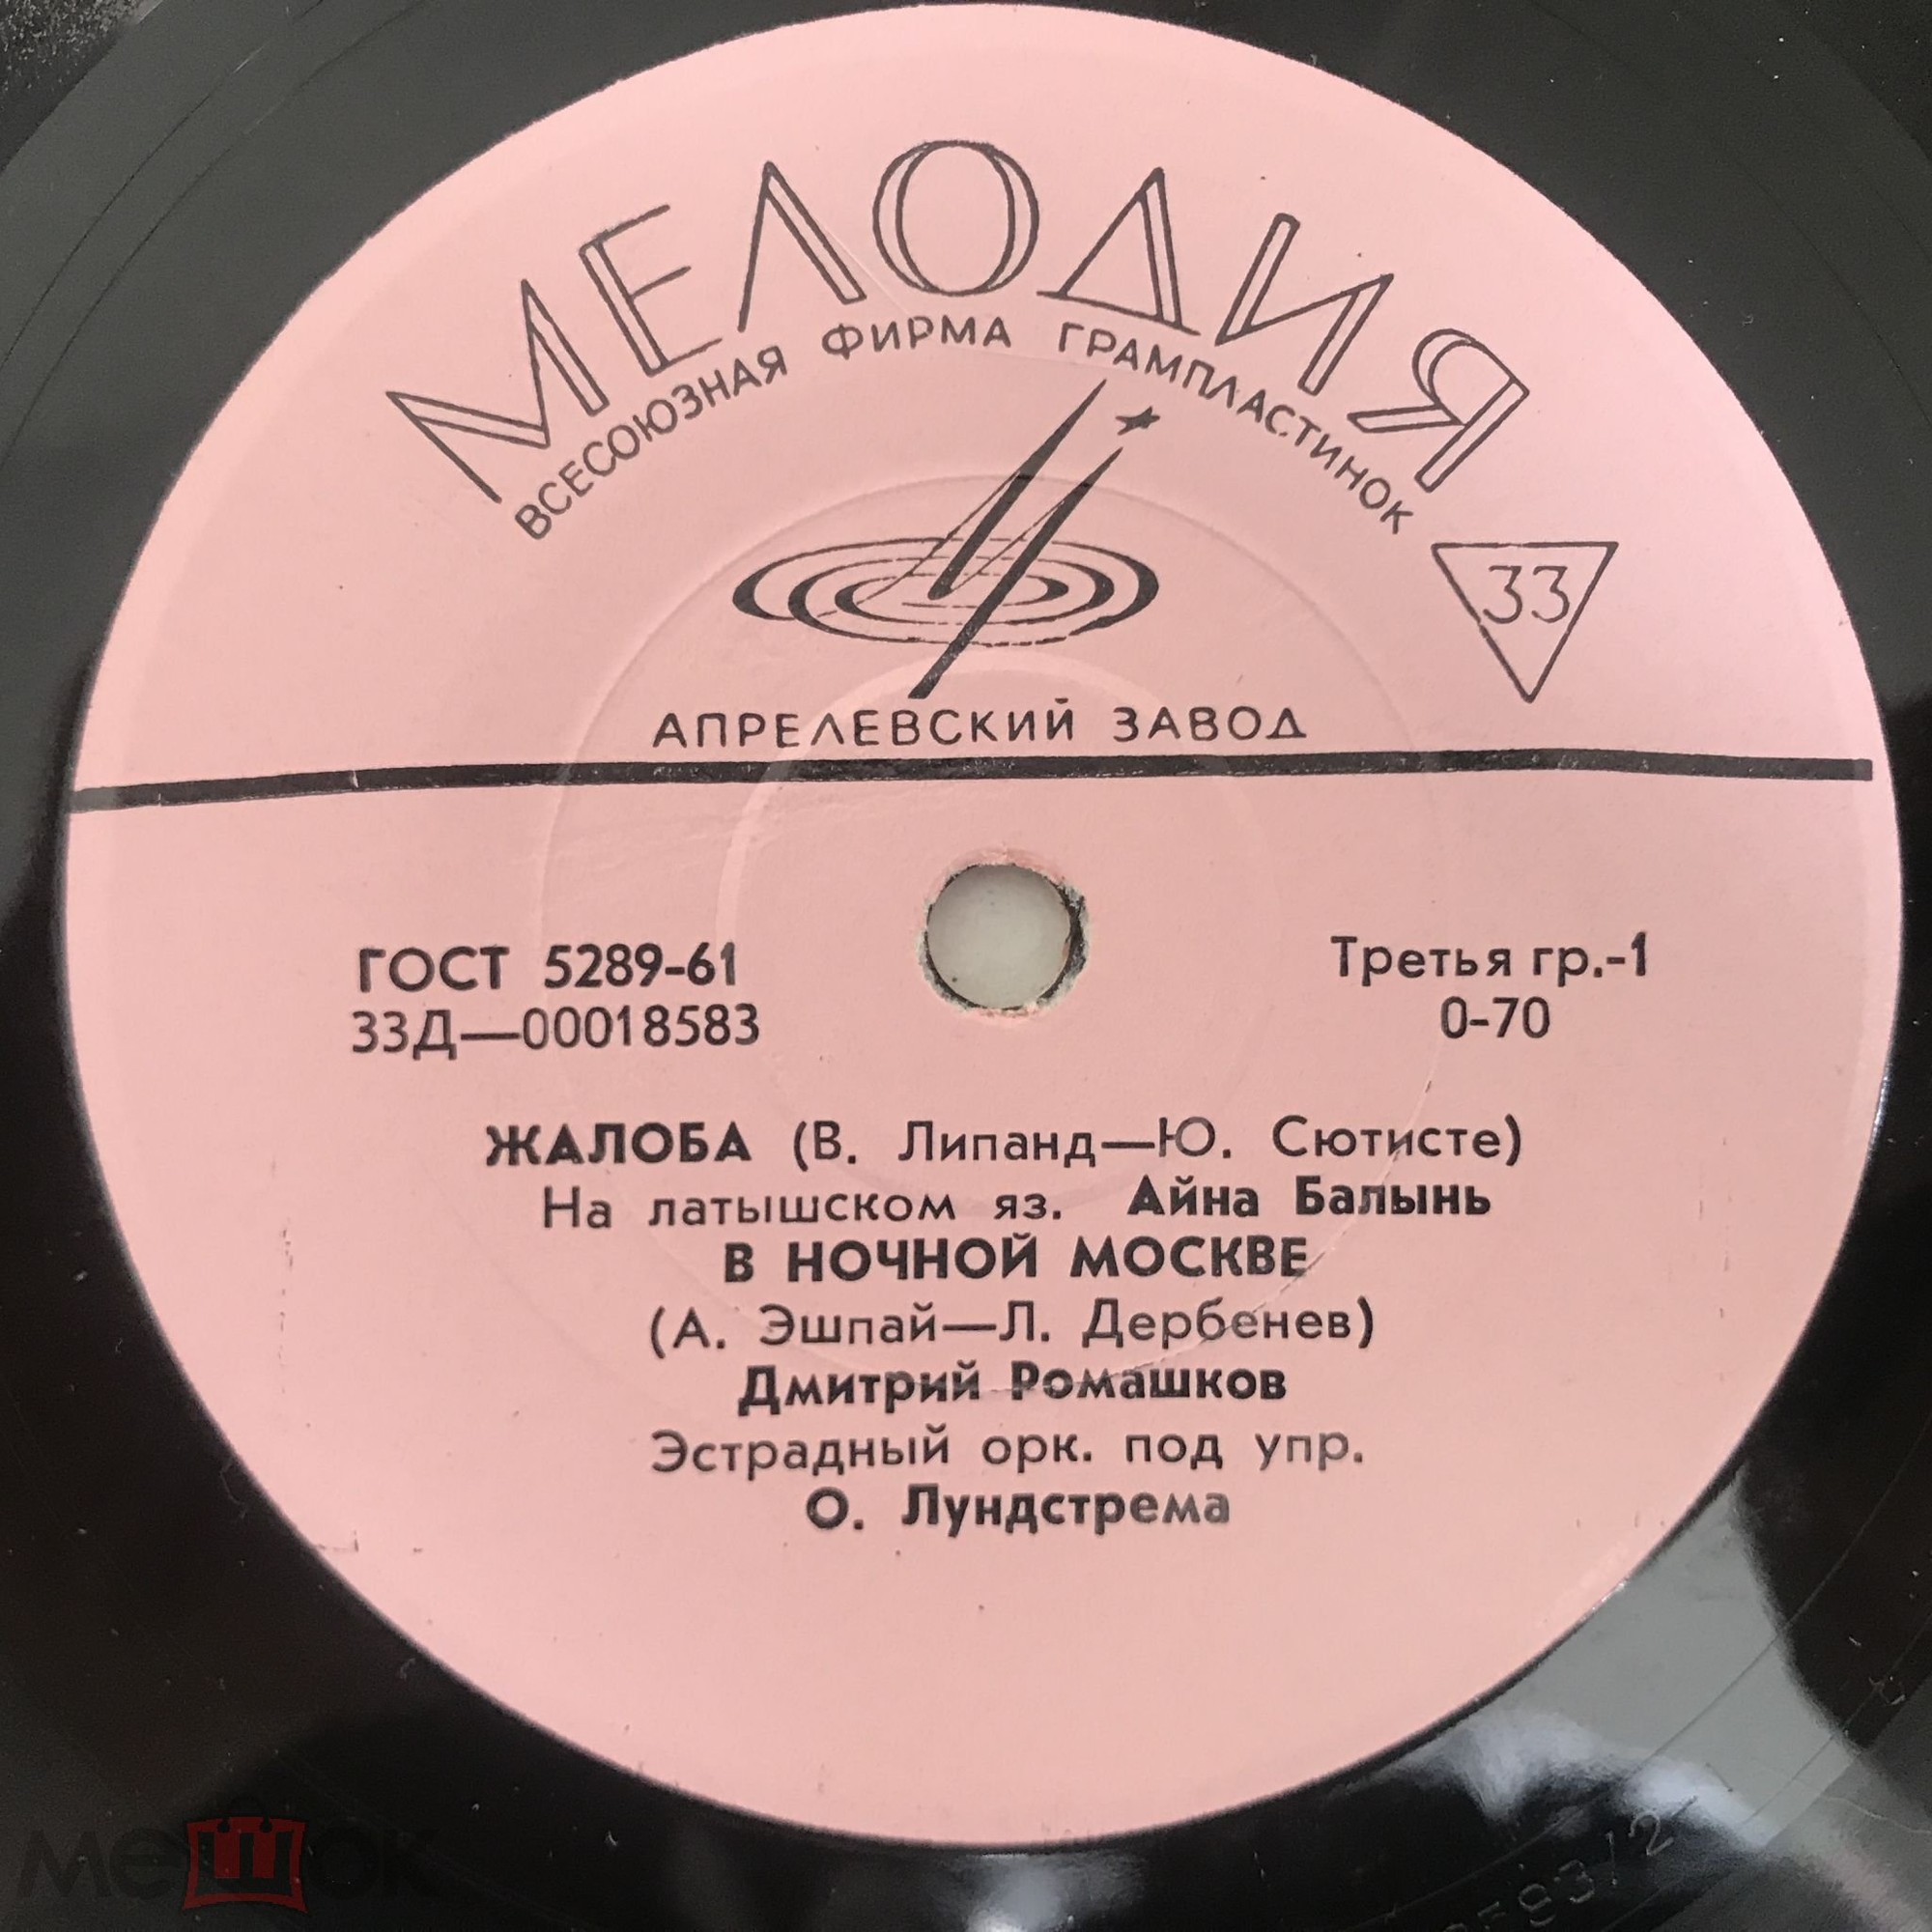 МЕЛОДИЯ
ВСЕСОЮЗНАЯ ФИРМА ГРАМПЛАСТИНОК
33
АПРЕЛЕВСКИЙ ЗАВОД
ГОСТ 5289-61
Третья гр.-1
33Д—00018583
0-70
ЖАЛОБА (В. Липанд—Ю. Сютисте)
На латышском яз. Айна Балынь
В НОЧНОЙ МОСКВЕ
(А. Эшпай—Л. Дербенев)
Дмитрий Ромашков
Эстрадный орк. под упр.
О. Лундстрема
мешок